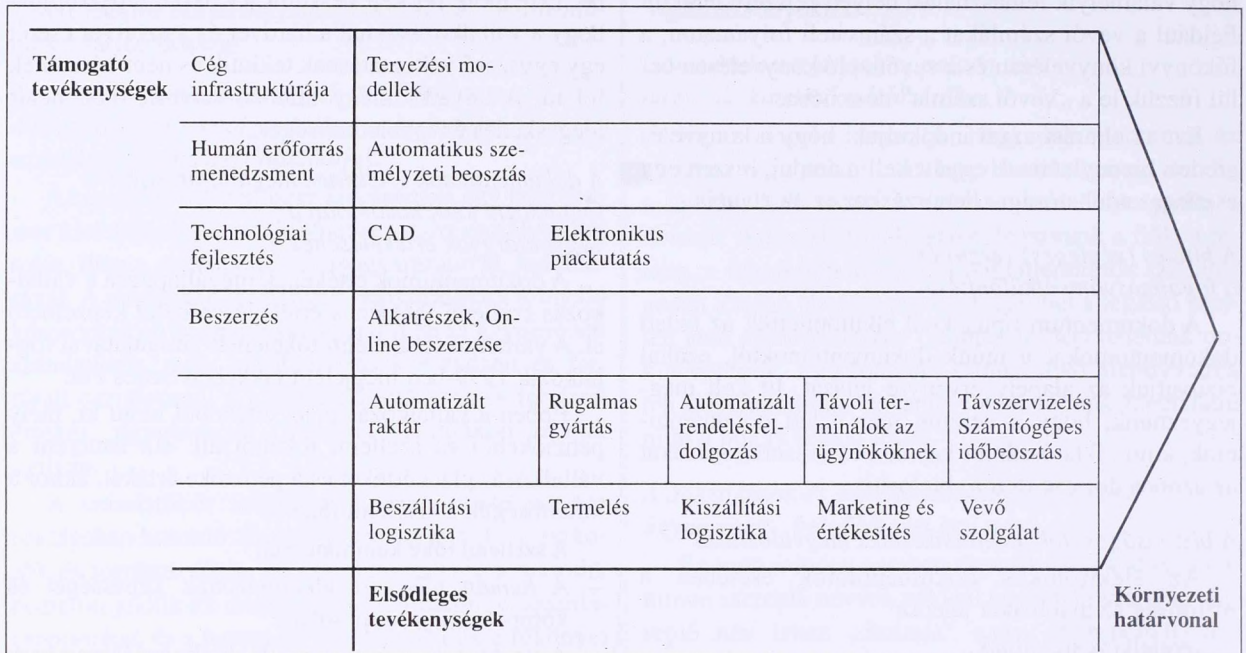 Támogató
tevékenységek
Cég
infrastruktúrája
Tervezési mo-
dellek
Humán erőforrás
menedzsment
Automatikus sze-
mélyzeti beosztás
Technológiai
fejlesztés
CAD
Elektronikus
piackutatás
Beszerzés
Alkatrészek, On-
line beszerzése
Automatizált
raktár
Rugalmas
gyártás
Automatizált
rendelésfel-
dolgozás
Távoli ter-
minálok az
ügynököknek
Távszervizelés
Számítógépes
időbeosztás
Beszállítási
logisztika
Termelés
Kiszállítási
logisztika
Marketing és
értékesítés
Vevő
szolgálat
Elsődleges
tevékenységek
Környezeti
határvonal